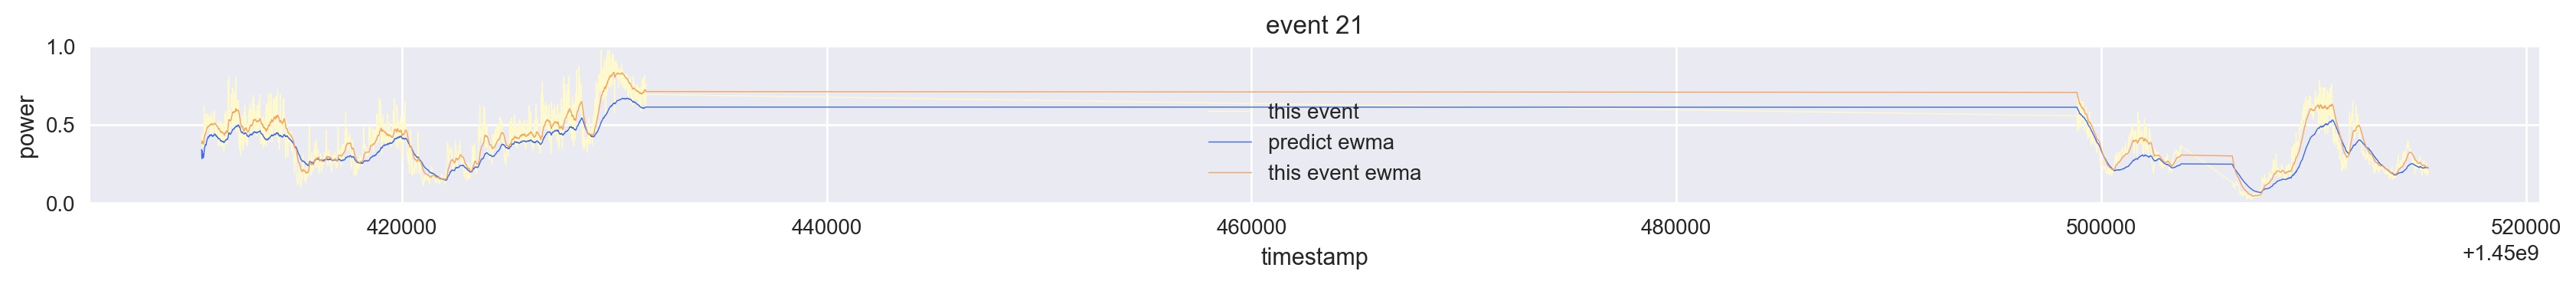 event 21
1.0
0.5
0.0
power
this event
predict ewma
this event ewma
420000 440000 460000 480000 500000 520000
+1.45e9
timestamp